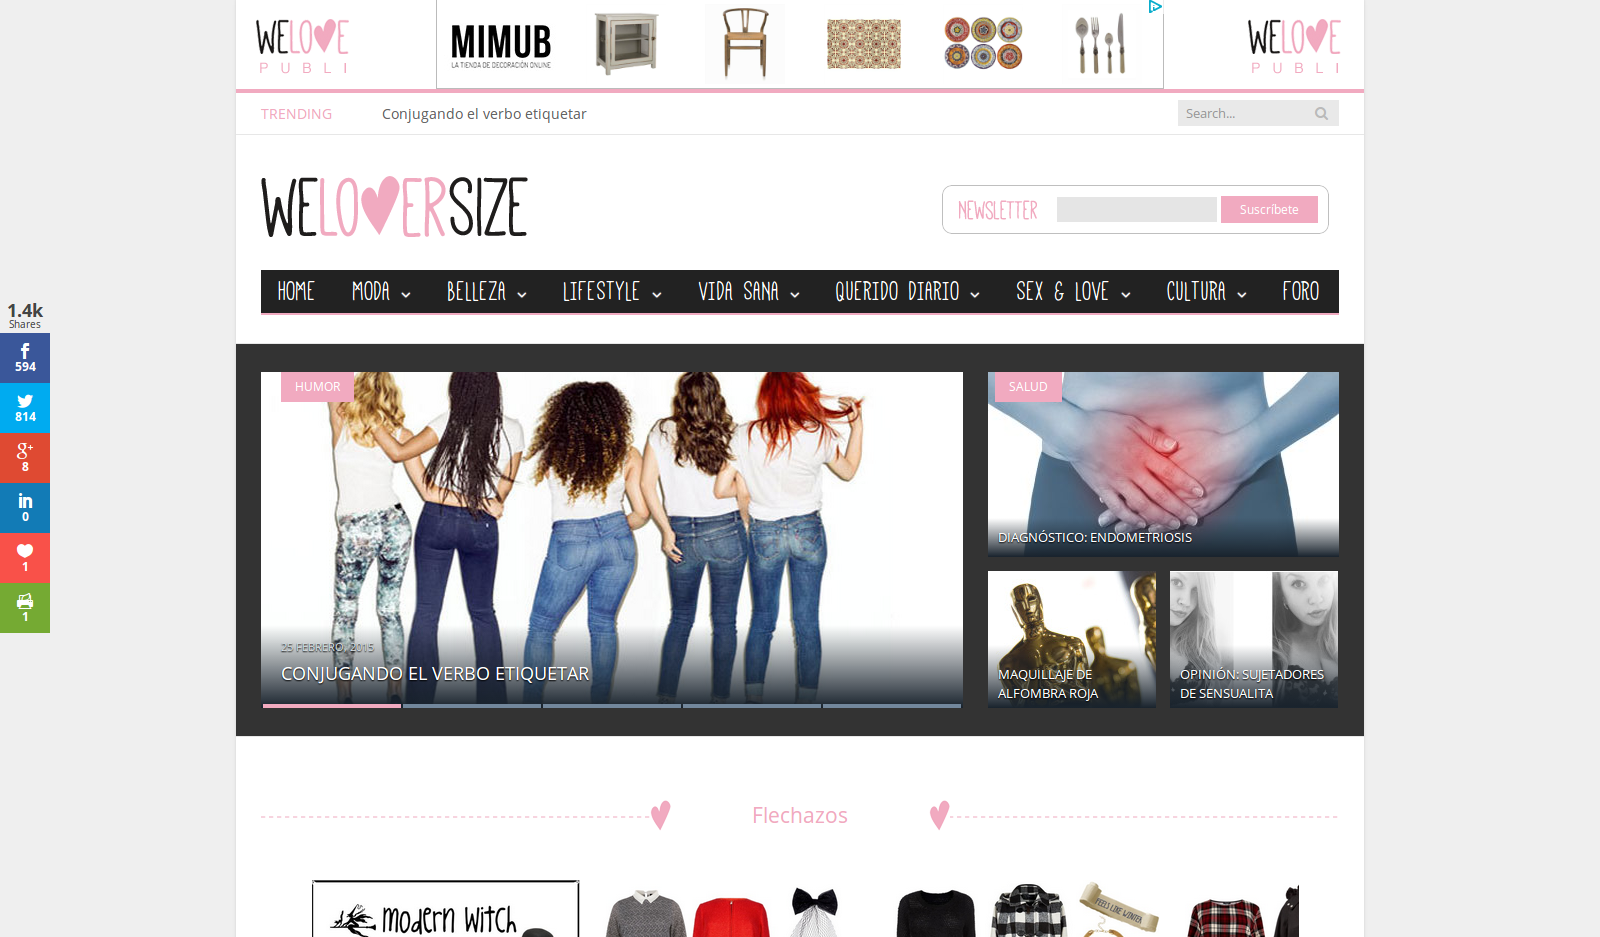 WELOVE
PUBLI
MIMUB
LA TIENDA DE DECORACIÓN ONLINE
WELOVE
PUBLI
TRENDING
Conjugando el verbo etiquetar
Search...
WELOVERSIZE
NEWSLETTER
Suscríbete
HOME
MODA
BELLEZA
LIFESTYLE
VIDA SANA
QUERIDO DIARIO
SEX & LOVE
CULTURA
FORO
1.4k
Shares
594
814
8
0
1
1
HUMOR
25 FEBRERO, 2015
CONJUGANDO EL VERBO ETIQUETAR
SALUD
DIAGNÓSTICO: ENDOMETRIOSIS
MAQUILLAJE DE
ALFOMBRA ROJA
OPINIÓN: SUJETADORES
DE SENSUALITA
Flechazos
modern witch
FEELS LIKE WINTER